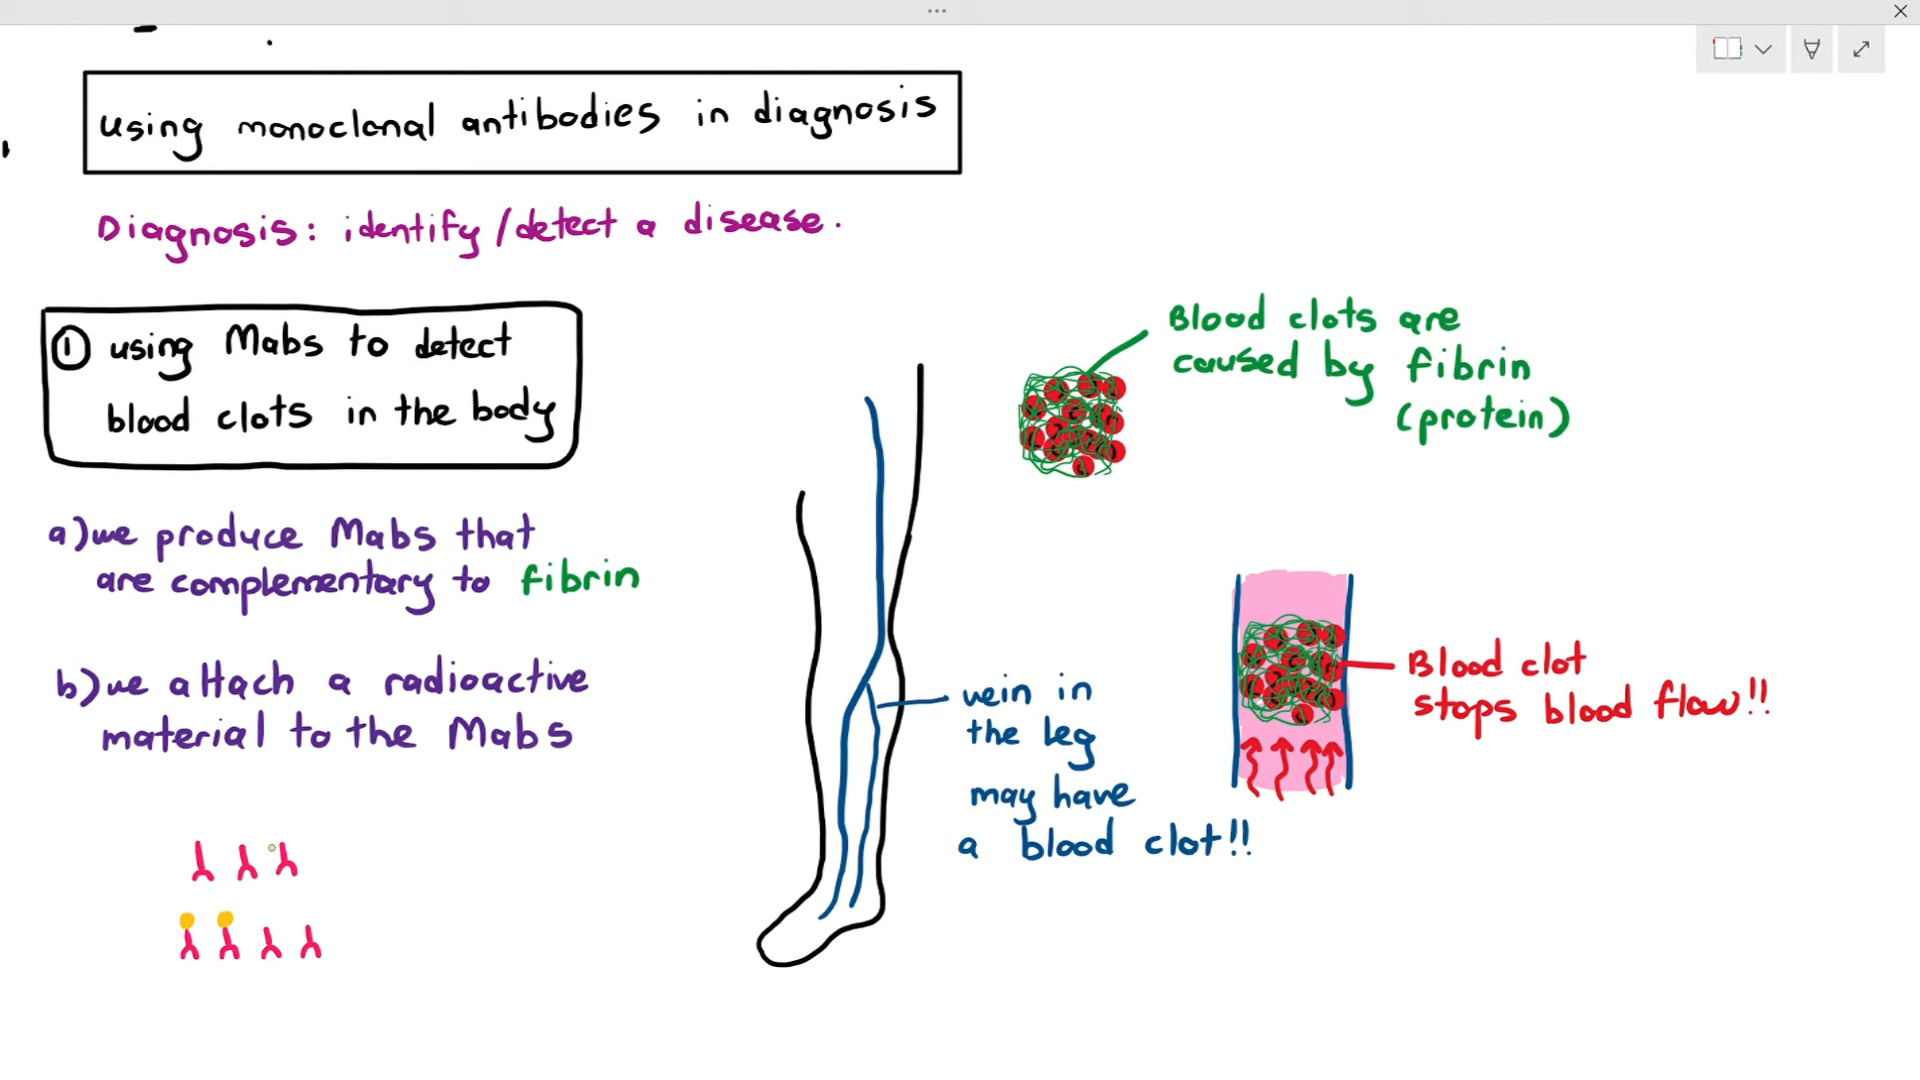 using monoclonal antibodies in diagnosis
Diagnosis: identify/detect a disease.
① using Mabs to detect
blood clots in the body
a) we produce Mabs that
are complementary to fibrin
b) we attach a radioactive
material to the Mabs
Blood clots are
caused by fibrin
(protein)
vein in
the leg
may have
a blood clot!!
Blood clot
stops blood flow!!